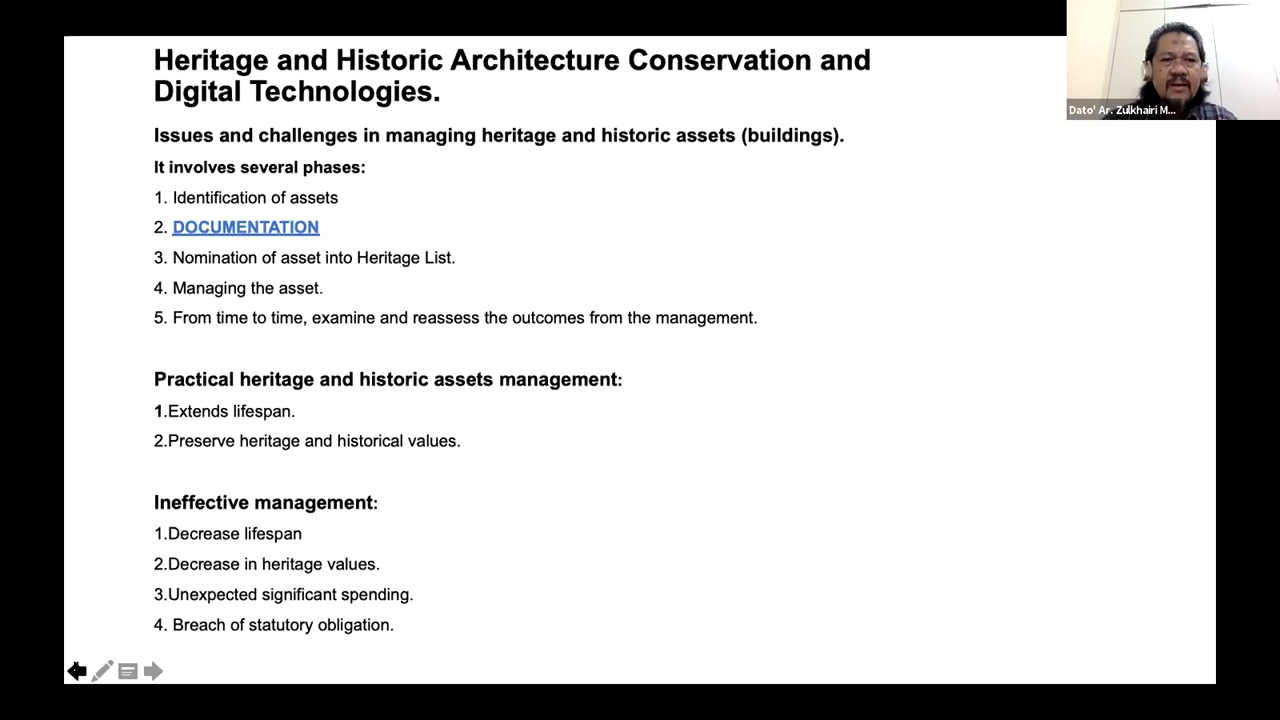 Heritage and Historic Architecture Conservation and
Digital Technologies.
Issues and challenges in managing heritage and historic assets (buildings).
It involves several phases:
1. Identification of assets
2. DOCUMENTATION
3. Nomination of asset into Heritage List.
4. Managing the asset.
5. From time to time, examine and reassess the outcomes from the management.
Practical heritage and historic assets management:
1.Extends lifespan.
2.Preserve heritage and historical values.
Ineffective management:
1.Decrease lifespan
2.Decrease in heritage values.
3.Unexpected significant spending.
4. Breach of statutory obligation.
Dato' Ar. Zulkhairi M...